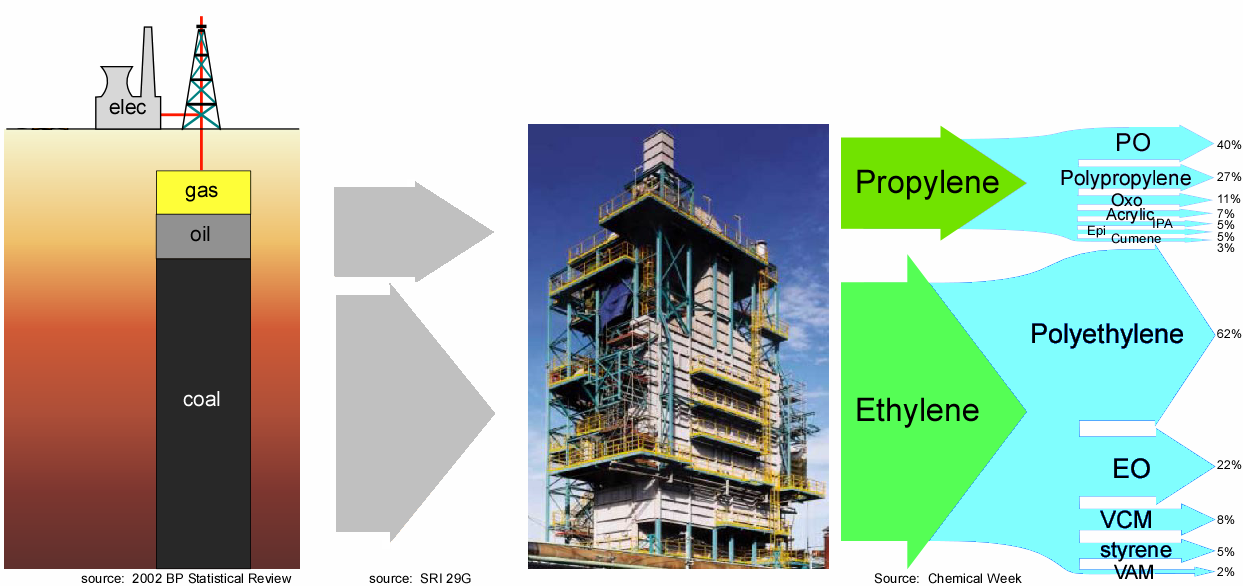 elec
gas
oil
coal
source: 2002 BP Statistical Review
source: SRI 29G
Propylene
PO
40%
Polypropylene
27%
Oxo
11%
Acrylic
7%
IPA
5%
Epi
5%
Cumene
3%
Ethylene
Polyethylene
62%
EO
22%
VCM
8%
styrene
5%
VAM
2%
Source: Chemical Week